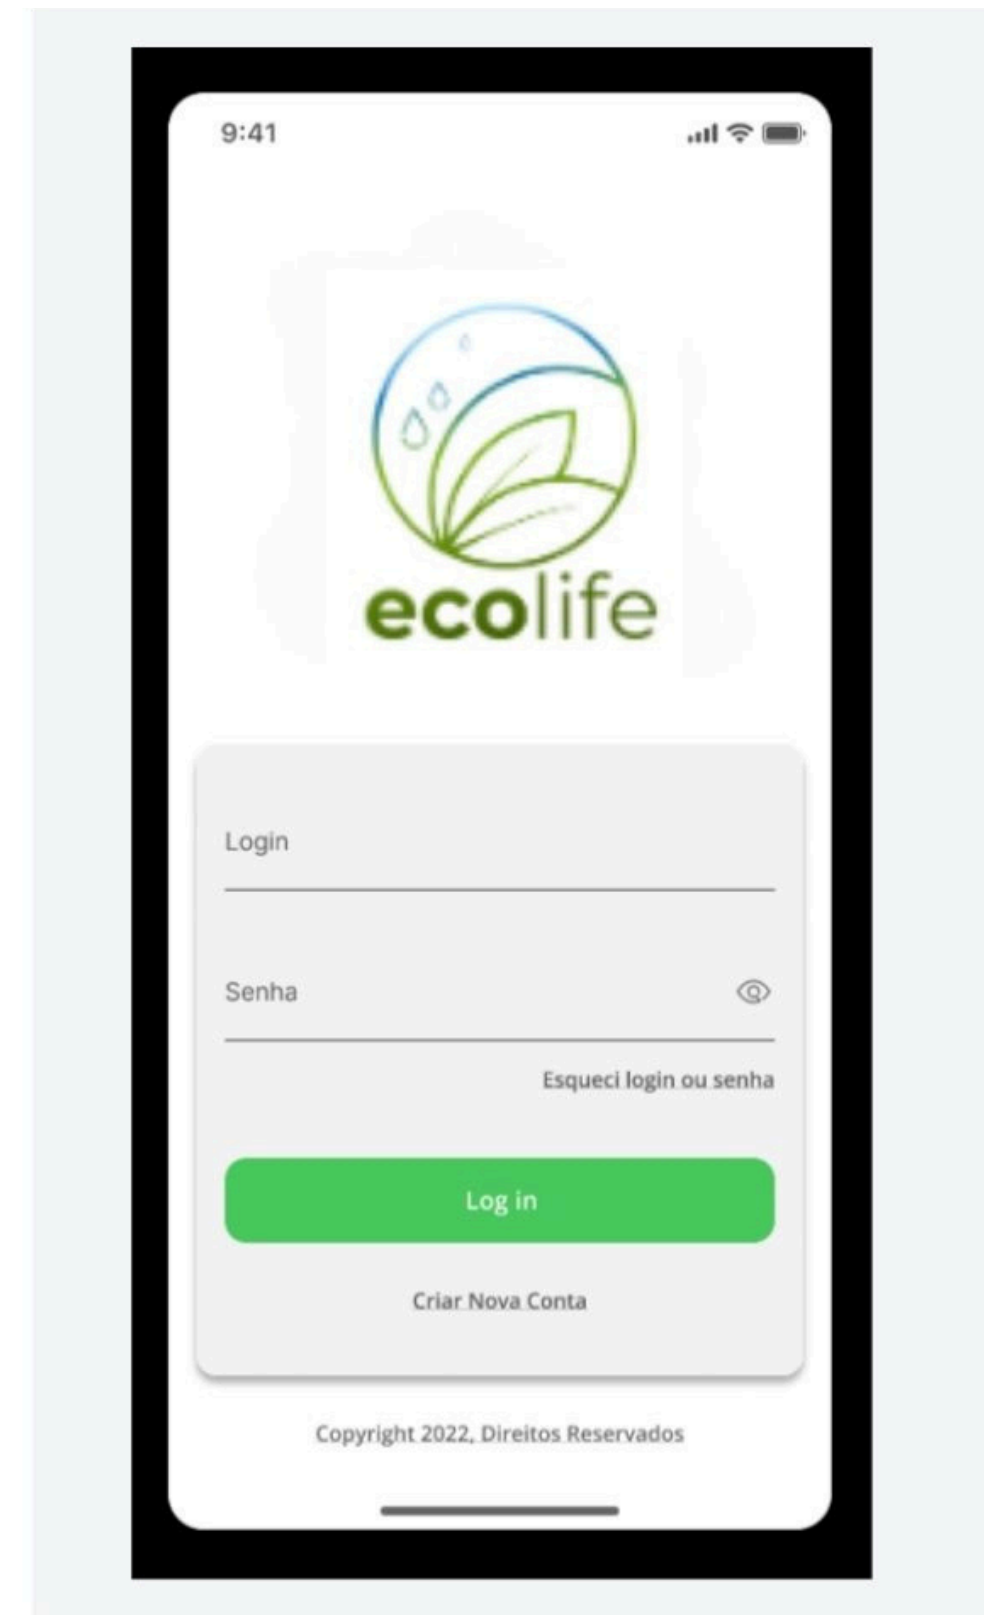 9:41
ecolife
Login
Senha
Esqueci login ou senha
Log in
Criar Nova Conta
Copyright 2022, Direitos Reservados